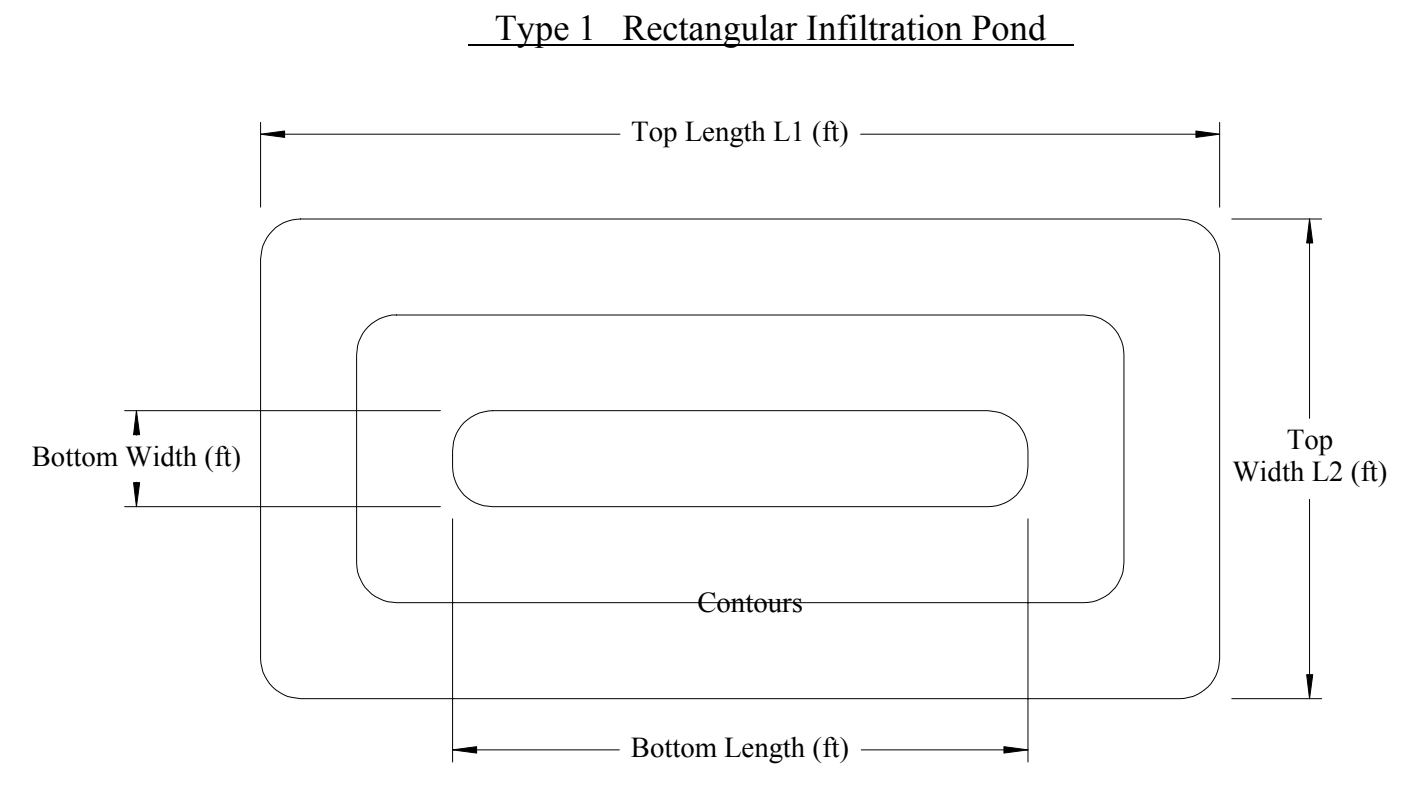 Type 1 Rectangular Infiltration Pond
Top Length L1 (ft)
Bottom Width (ft)
Top
Width L2 (ft)
Contours
Bottom Length (ft)